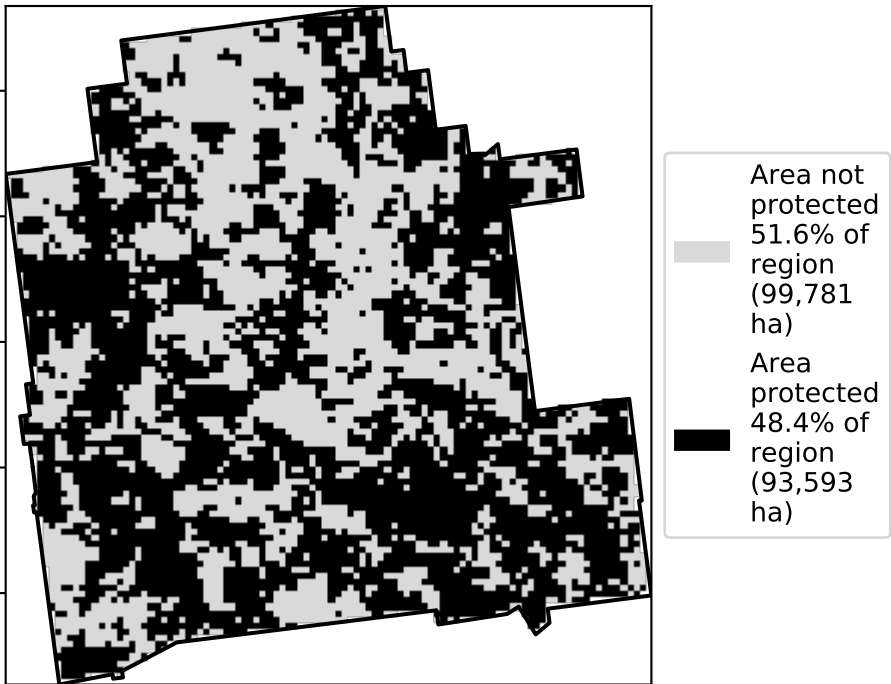 Area not
protected
51.6% of
region
(99,781
ha)
Area
protected
48.4% of
region
(93,593
ha)